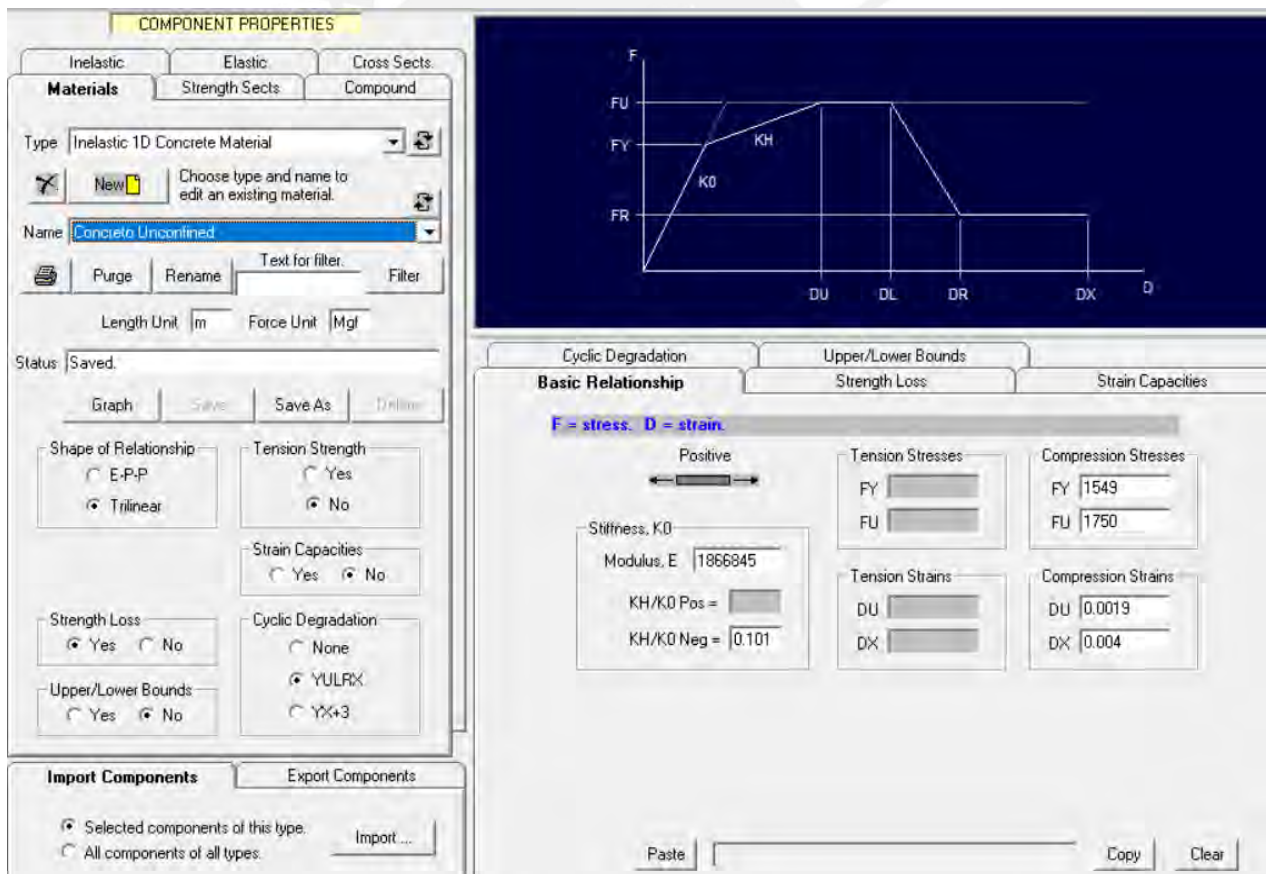 COMPONENT PROPERTIES
Inelastic Elastic Cross Sects.
Materials Strength Sects Compound
Type Inelastic 1D Concrete Material
New Choose type and name to
edit an existing material.
Name Concreto Unconfined
Purge Rename Text for filter. Filter
Length Unit m Force Unit Mgf
Status Saved.
Graph Save Save As Delete
Shape of Relationship
E-P-P
Trilinear
Tension Strength
Yes
No
Strain Capacities
Yes No
Strength Loss
Yes No
Cyclic Degradation
None
YULRX
YX+3
Upper/Lower Bounds
Yes No
Import Components Export Components
Selected components of this type.
All components of all types.
Import ...
F
FU
FY
KH
K0
FR
DU DL DR DX D
Cyclic Degradation Upper/Lower Bounds
Basic Relationship Strength Loss Strain Capacities
F = stress. D = strain.
Positive
Stiffness, K0
Modulus, E 1866845
KH/K0 Pos =
KH/K0 Neg = 0.101
Tension Stresses
FY
FU
Compression Stresses
FY 1549
FU 1750
Tension Strains
DU
DX
Compression Strains
DU 0.0019
DX 0.004
Paste Copy Clear